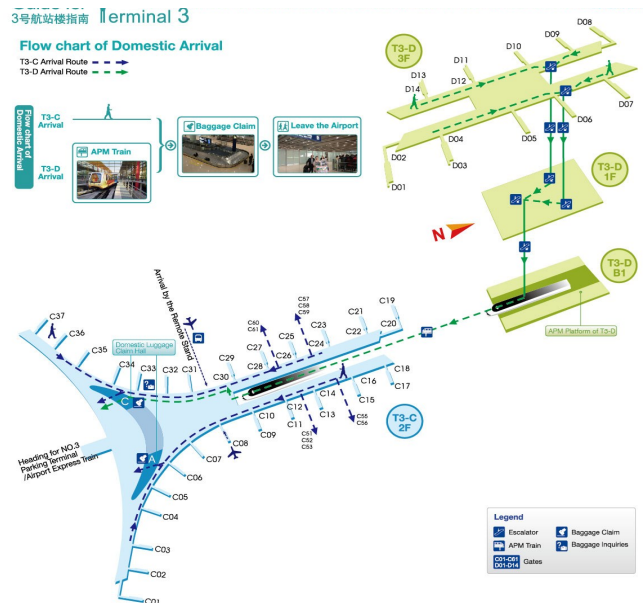 3号航站楼指南 Terminal 3
Flow chart of Domestic Arrival
T3-C Arrival Route
T3-D Arrival Route
Flow chart of
Domestic Arrival
T3-C
Arrival
T3-D
Arrival
APM Train
Baggage Claim
Leave the Airport
D08
D09
D10
D11
D12
D13
D14
T3-D
3F
D07
D06
D05
D04
D03
D02
D01
T3-D
1F
N
T3-D
B1
APM Platform of T3-D
Arrival by the Remote Stand
C37
C36
C35
C34
C33
C32
C31
C30
C29
C28
C27
C26
C25
C24
C23
C22
C21
C20
C19
C60
C61
C57
C58
C59
Domestic Luggage
Claim Hall
C
A
C18
C17
C16
C15
C14
C13
C12
C11
C10
C09
C08
C07
C06
C05
C04
C03
C02
C01
C55
C56
C51
C52
C53
T3-C
2F
Heading for NO.3
Parking Terminal
/Airport Express Train
Legend
Escalator
Baggage Claim
APM Train
Baggage Inquiries
C01-C61
D01-D14
Gates